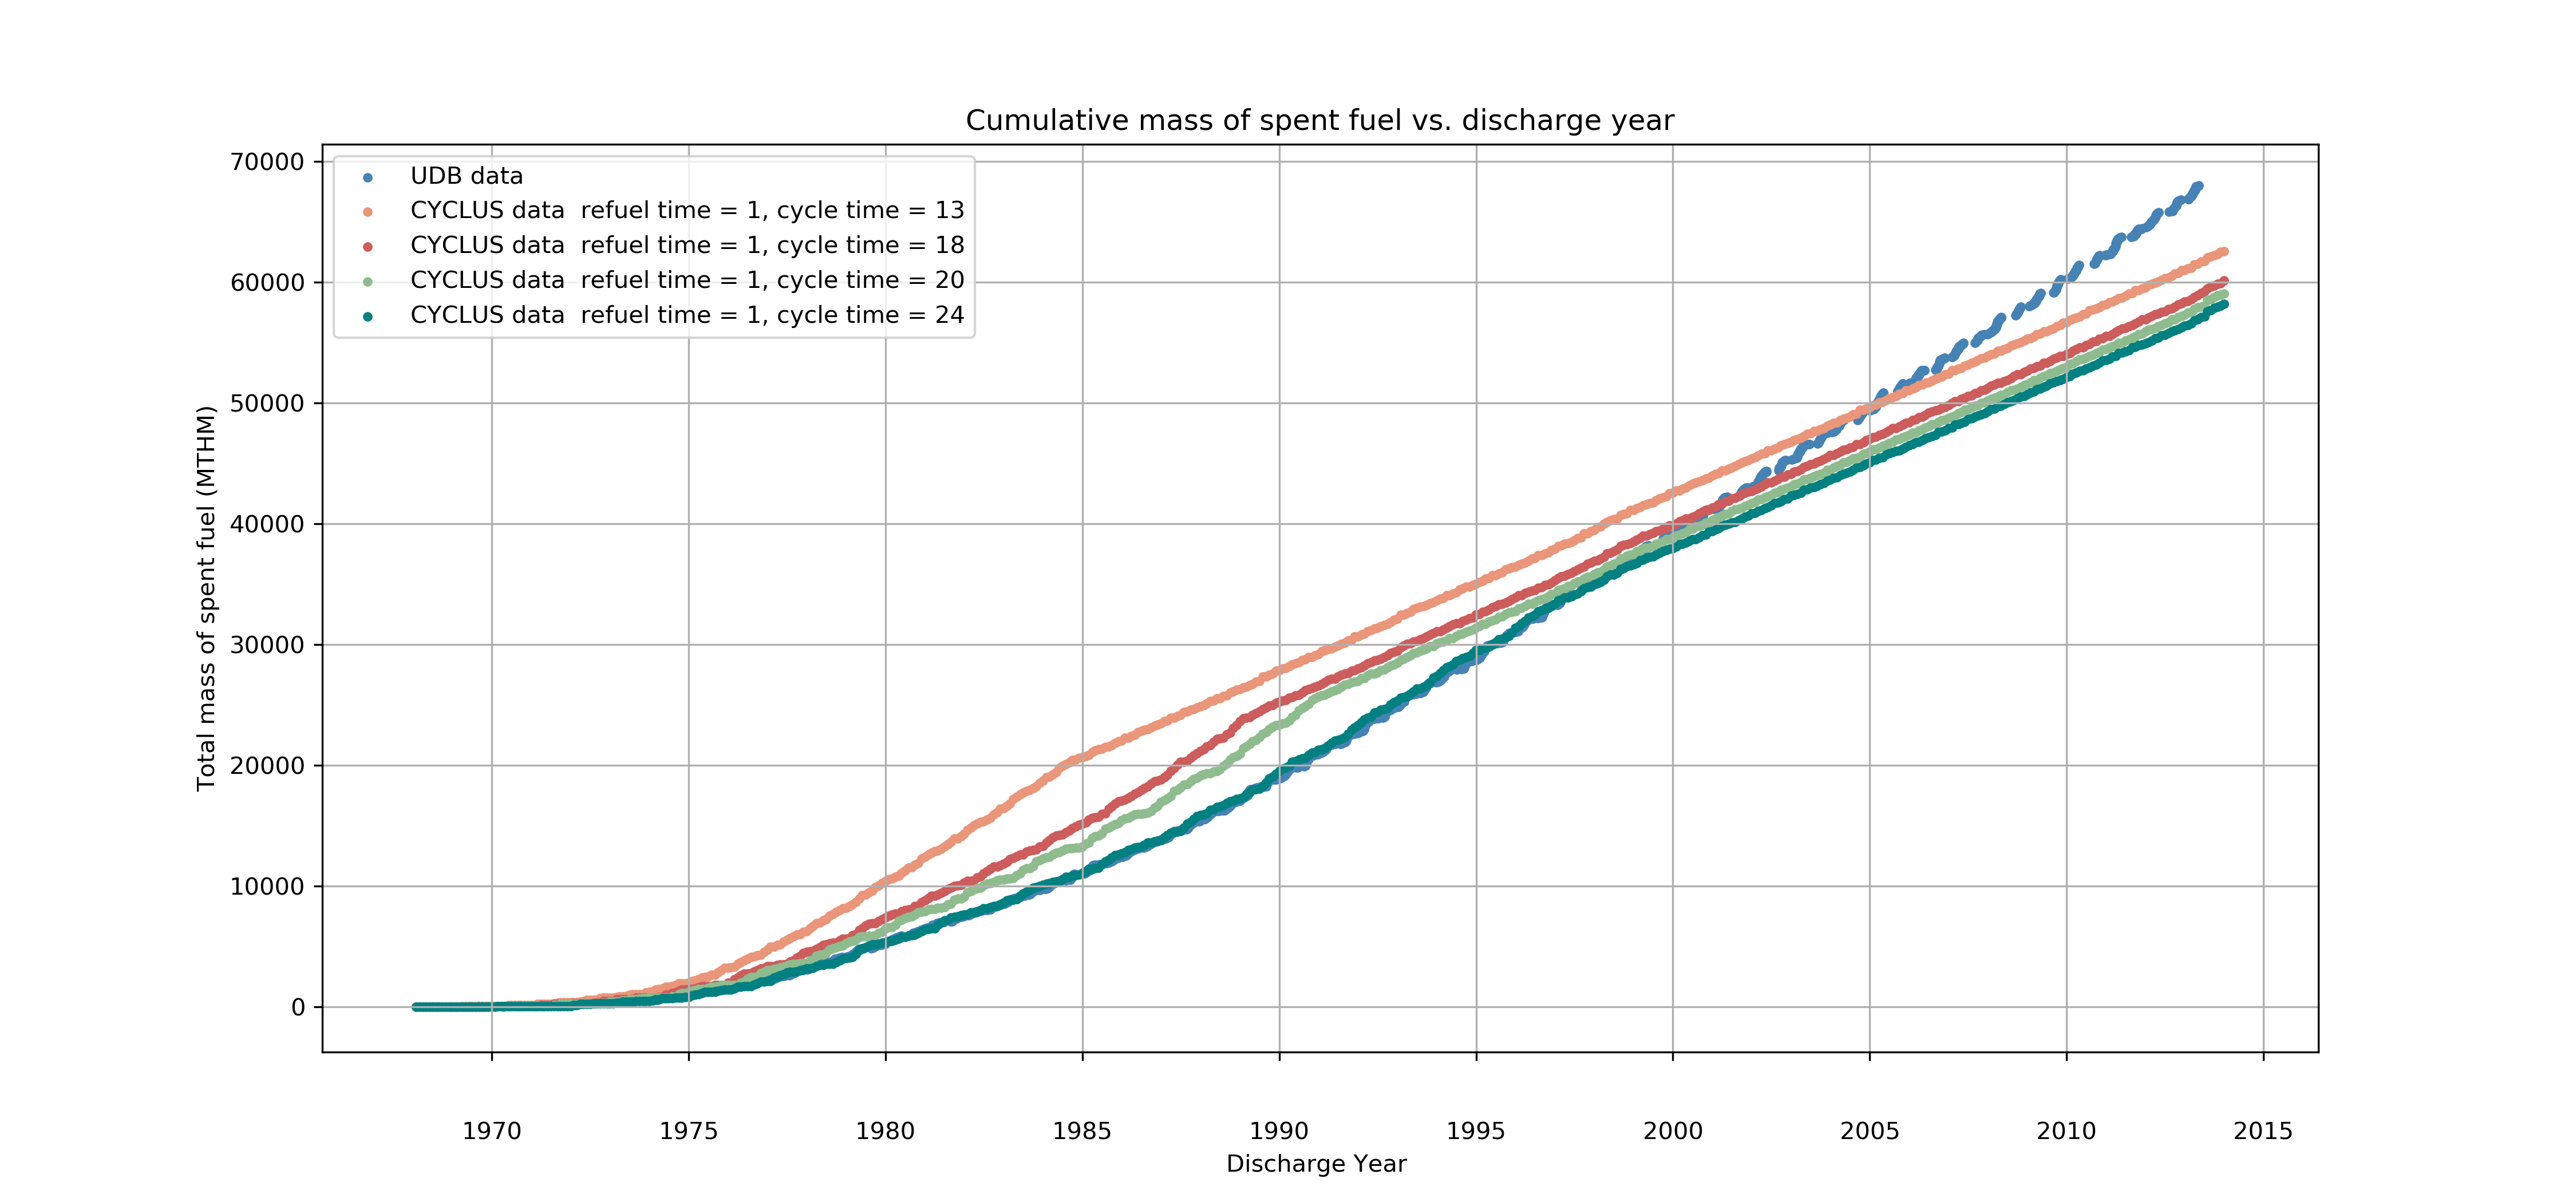 Cumulative mass of spent fuel vs. discharge year
70000
60000
50000
40000
30000
20000
10000
0
Total mass of spent fuel (MTHM)
UDB data
CYCLUS data  refuel time = 1, cycle time = 13
CYCLUS data  refuel time = 1, cycle time = 18
CYCLUS data  refuel time = 1, cycle time = 20
CYCLUS data  refuel time = 1, cycle time = 24
1970 1975 1980 1985 1990 1995 2000 2005 2010 2015
Discharge Year